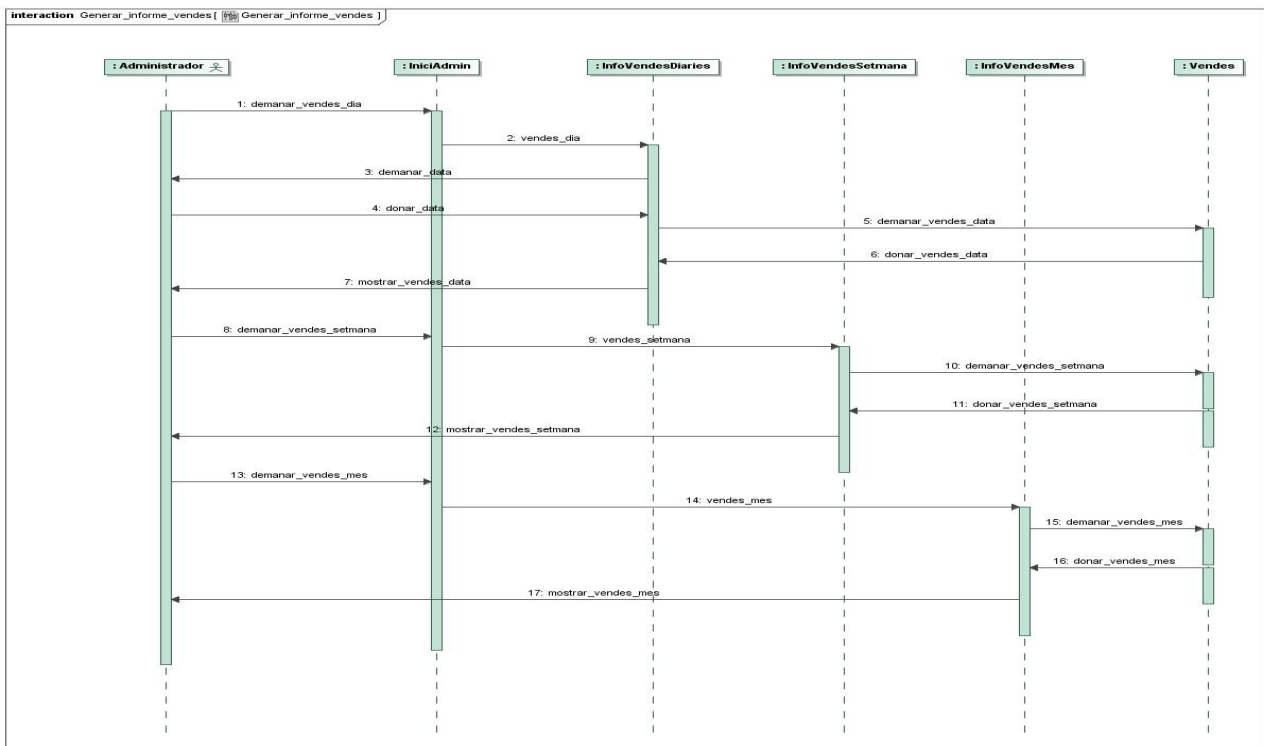 interaction Generar_informe_vendes[ Generar_informe_vendes ]
: Administrador
: IniciAdmin
: InfoVendesDiaries
: InfoVendesSetmana
: InfoVendesMes
: Vendes
1: demanar_vendes_dia
2: vendes_dia
3: demanar_data
4: donar_data
5: demanar_vendes_data
6: donar_vendes_data
7: mostrar_vendes_data
8: demanar_vendes_setmana
9: vendes_setmana
10: demanar_vendes_setmana
11: donar_vendes_setmana
12: mostrar_vendes_setmana
13: demanar_vendes_mes
14: vendes_mes
15: demanar_vendes_mes
16: donar_vendes_mes
17: mostrar_vendes_mes